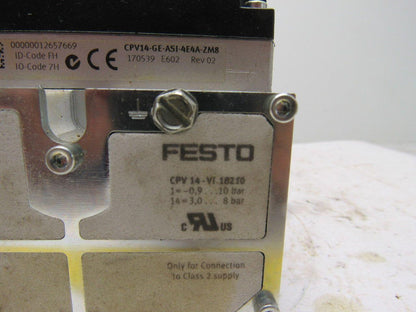 00000012657669 CPV14-GE-ASI-4E4A-ZM8
ID-Code FH 170539 E602 Rev 02
ID-Code 7H
FESTO
CPV 14-VI 18210
1=-0,9...10 bar
14=3,0... 8 bar
C US
Only for Connection
to Class 2 supply